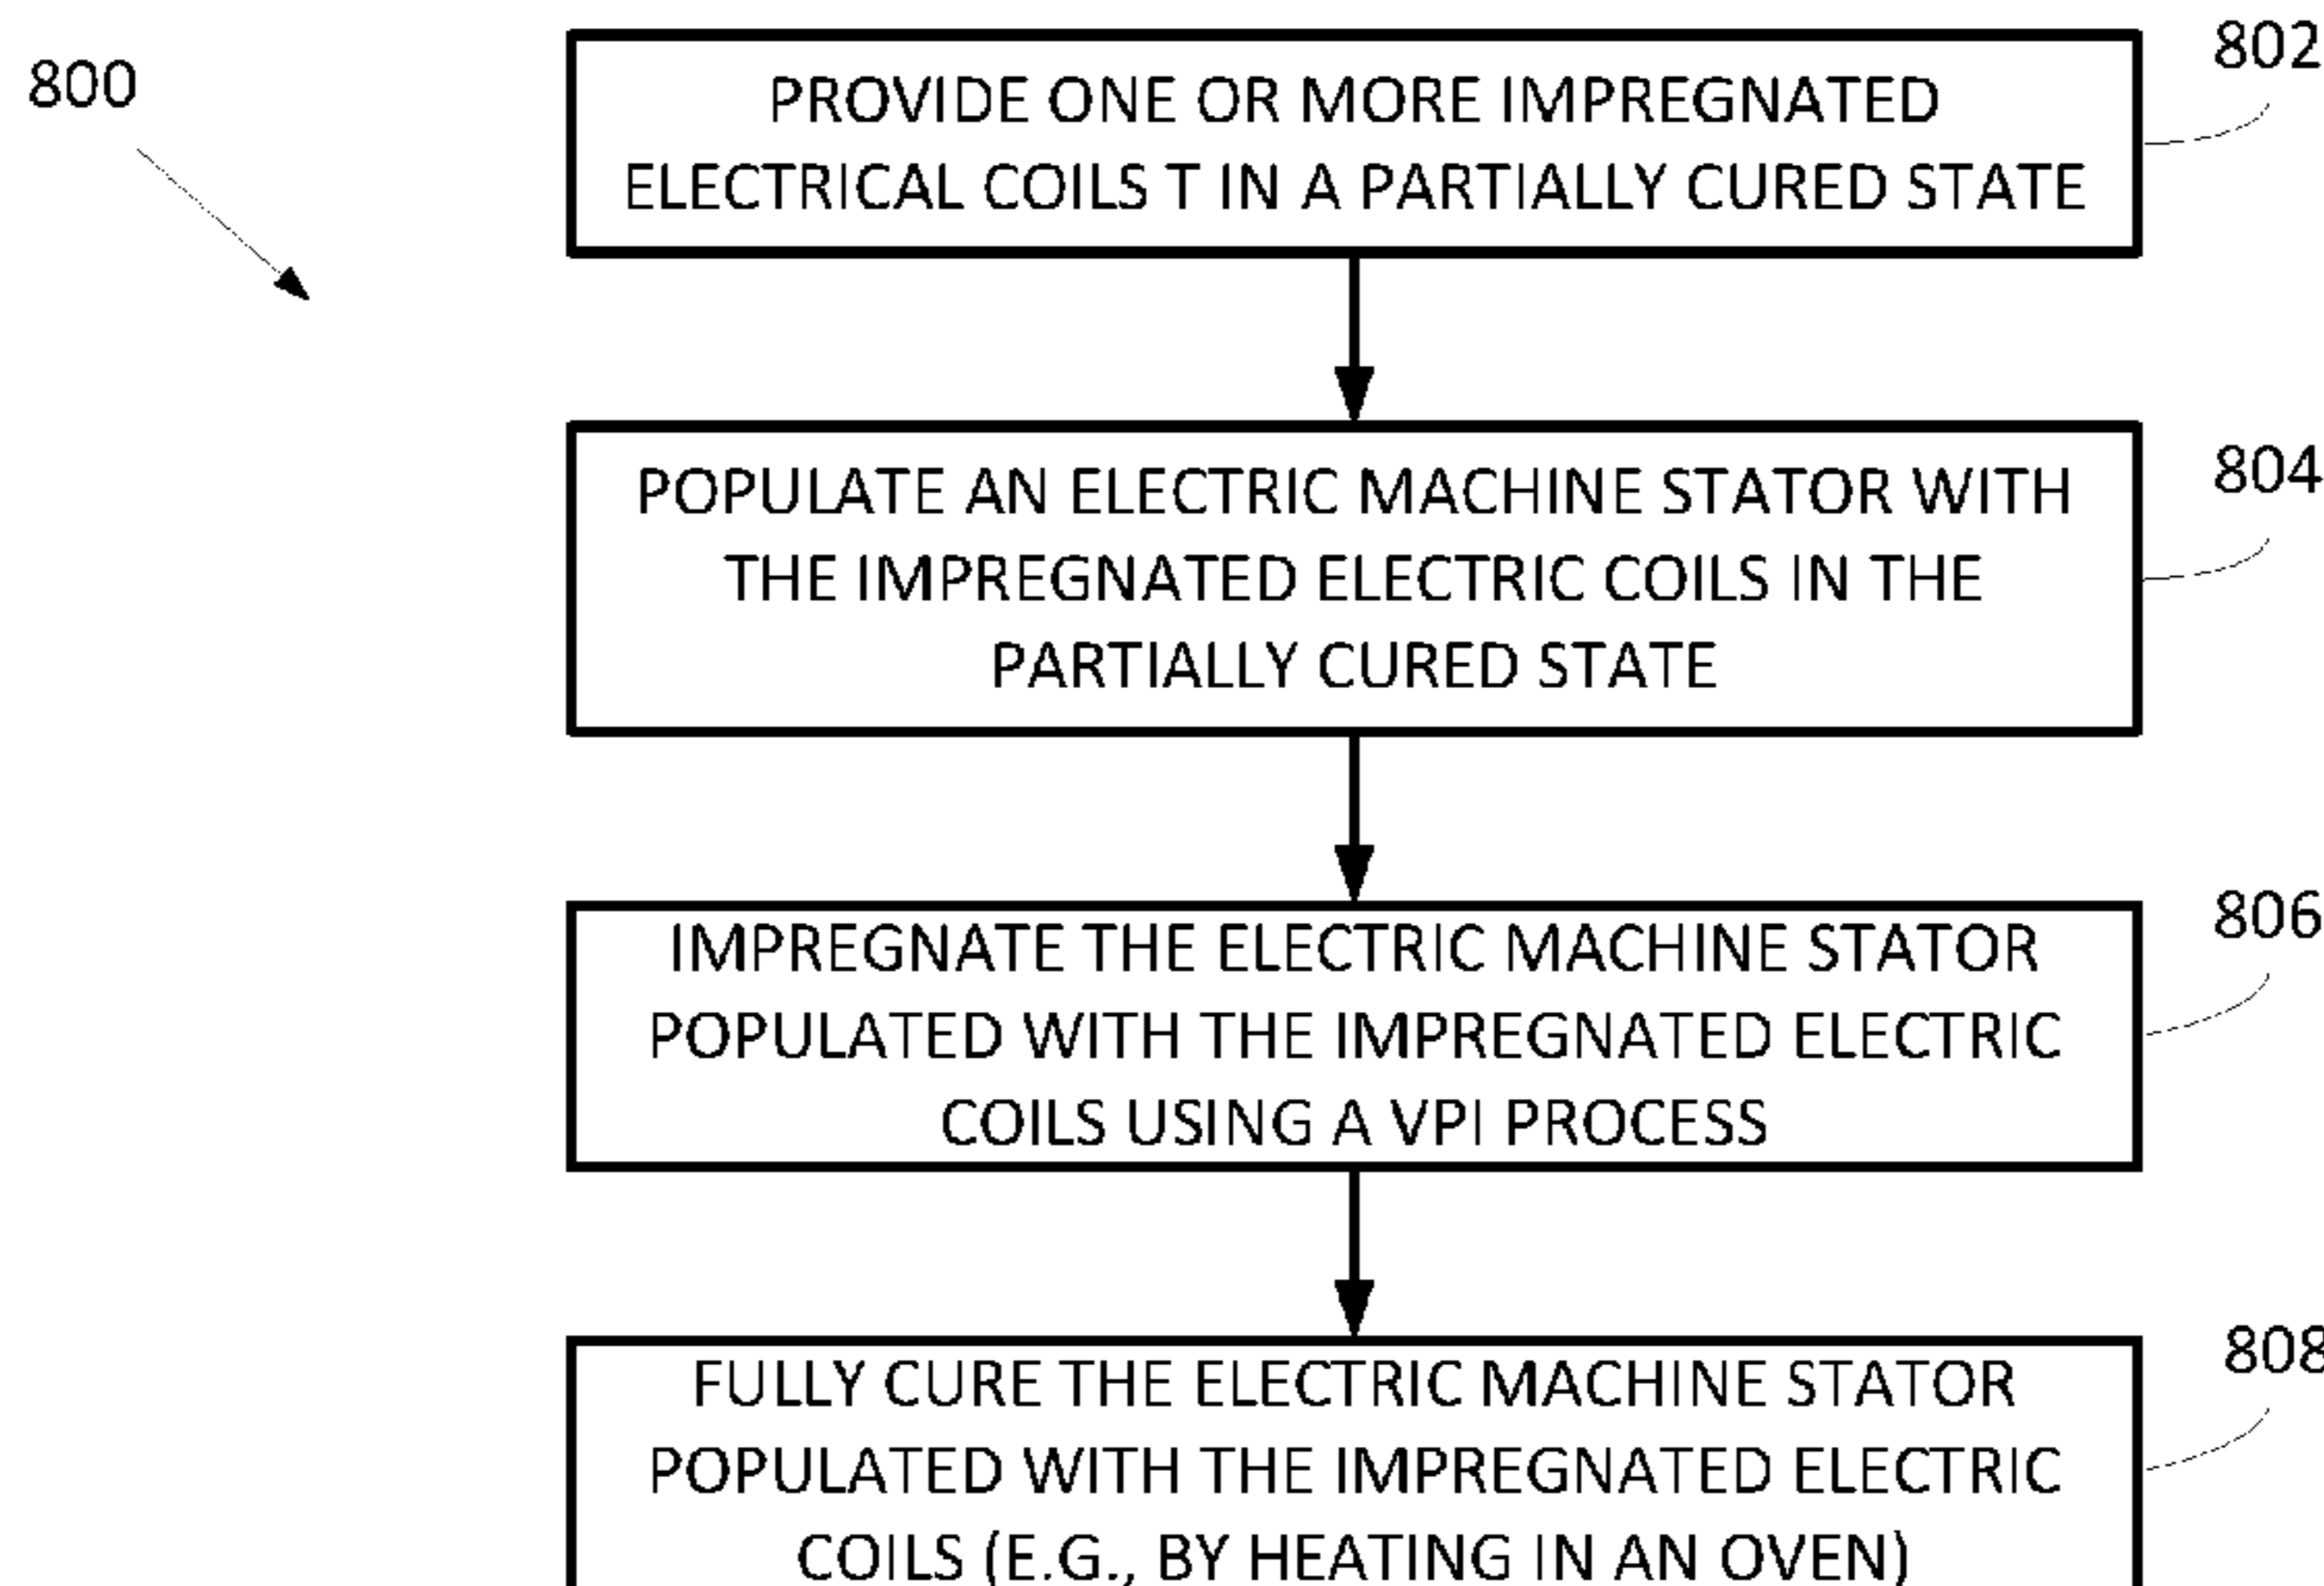 800
802
PROVIDE ONE OR MORE IMPREGNATED
ELECTRICAL COILS T IN A PARTIALLY CURED STATE
804
POPULATE AN ELECTRIC MACHINE STATOR WITH
THE IMPREGNATED ELECTRIC COILS IN THE
PARTIALLY CURED STATE
806
IMPREGNATE THE ELECTRIC MACHINE STATOR
POPULATED WITH THE IMPREGNATED ELECTRIC
COILS USING A VPI PROCESS
808
FULLY CURE THE ELECTRIC MACHINE STATOR
POPULATED WITH THE IMPREGNATED ELECTRIC
COILS (E.G., BY HEATING IN AN OVEN)